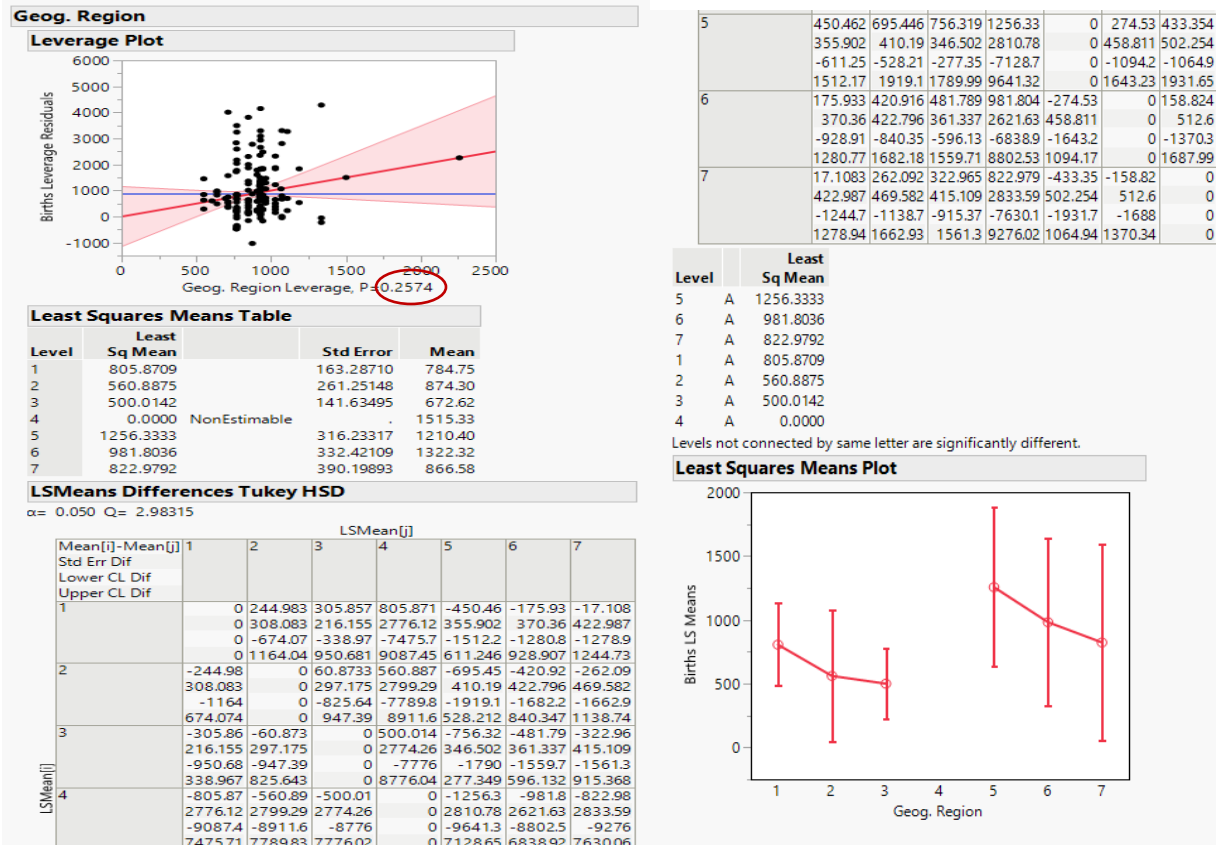 Geog. Region
Leverage Plot
6000
5000
4000
3000
2000
1000
0
-1000
Births Leverage Residuals
0 500 1000 1500 2000 2500
Geog. Region Leverage, P=0.2574
Least Squares Means Table
Least
Level Sq Mean Std Error Mean
1 805.8709 163.28710 784.75
2 560.8875 261.25148 874.30
3 500.0142 141.63495 672.62
4 0.0000 NonEstimable . 1515.33
5 1256.3333 316.23317 1210.40
6 981.8036 332.42109 1322.32
7 822.9792 390.19893 866.58
LSMeans Differences Tukey HSD
α= 0.050 Q= 2.98315
LSMean[j]
Mean[i]-Mean[j] 1 2 3 4 5 6 7
Std Err Dif
Lower CL Dif
Upper CL Dif
LSMean[i]
1 0 244.983 305.857 805.871 -450.46 -175.93 -17.108
0 308.083 216.155 2776.12 355.902 370.36 422.987
0 -674.07 -338.97 -7475.7 -1512.2 -1280.8 -1278.9
0 1164.04 950.681 9087.45 611.246 928.907 1244.73
2 -244.98 0 60.8733 560.887 -695.45 -420.92 -262.09
308.083 0 297.175 2799.29 410.19 422.796 469.582
-1164 0 -825.64 -7789.8 -1919.1 -1682.2 -1662.9
674.074 0 947.39 8911.6 528.212 840.347 1138.74
3 -305.86 -60.873 0 500.014 -756.32 -481.79 -322.96
216.155 297.175 0 2774.26 346.502 361.337 415.109
-950.68 -947.39 0 -7776 -1790 -1559.7 -1561.3
338.967 825.643 0 8776.04 277.349 596.132 915.368
4 -805.87 -560.89 -500.01 0 -1256.3 -981.8 -822.98
2776.12 2799.29 2774.26 0 2810.78 2621.63 2833.59
-9087.4 -8911.6 -8776 0 -9641.3 -8802.5 -9276
7475.71 7789.83 7776.02 0 7128.65 6838.92 7630.06
5 450.462 695.446 756.319 1256.33 0 274.53 433.354
355.902 410.19 346.502 2810.78 0 458.811 502.254
-611.25 -528.21 -277.35 -7128.7 0 -1094.2 -1064.9
1512.17 1919.1 1789.99 9641.32 0 1643.23 1931.65
6 175.933 420.916 481.789 981.804 -274.53 0 158.824
370.36 422.796 361.337 2621.63 458.811 0 512.6
-928.91 -840.35 -596.13 -6838.9 -1643.2 0 -1370.3
1280.77 1682.18 1559.71 8802.53 1094.17 0 1687.99
7 17.1083 262.092 322.965 822.979 -433.35 -158.82 0
422.987 469.582 415.109 2833.59 502.254 512.6 0
-1244.7 -1138.7 -915.37 -7630.1 -1931.7 -1688 0
1278.94 1662.93 1561.3 9276.02 1064.94 1370.34 0
Least
Level Sq Mean
5 A 1256.3333
6 A 981.8036
7 A 822.9792
1 A 805.8709
2 A 560.8875
3 A 500.0142
4 A 0.0000
Levels not connected by same letter are significantly different.
Least Squares Means Plot
2000
1500
1000
500
0
Births LS Means
1 2 3 4 5 6 7
Geog. Region